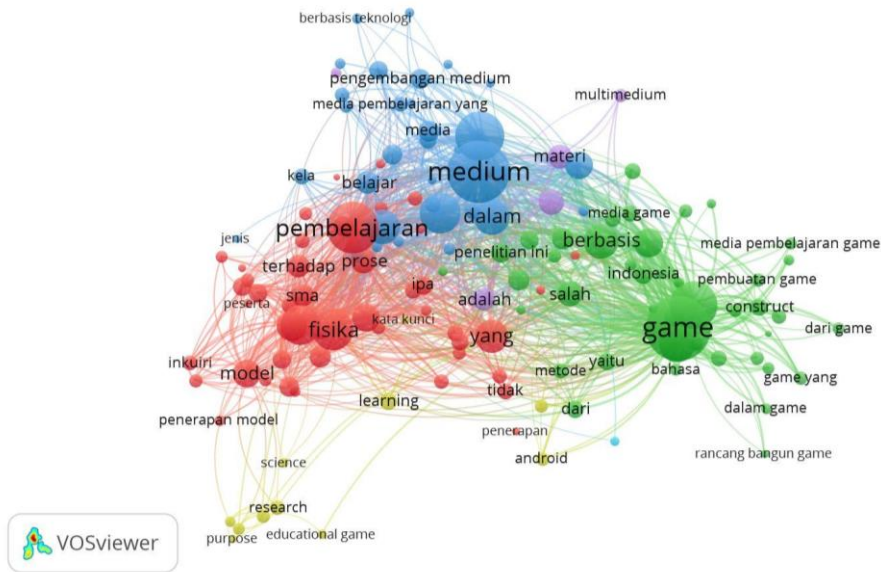 berbasis teknologi
pengembangan medium
multimedium
media pembelajaran yang
media
materi
medium
kela
belajar
dalam
media game
pembelajaran
berbasis
jenis
penelitian ini
media pembelajaran game
terhadap
prose
indonesia
pembuatan game
ipa
peserta
sma
adalah
salah
construct
kata kunci
fisika
yang
game
dari game
inkuiri
yaitu
model
metode
bahasa
game yang
tidak
learning
dari
dalam game
penerapan model
penerapan
rancang bangun game
science
android
research
purpose
educational game
VOSviewer